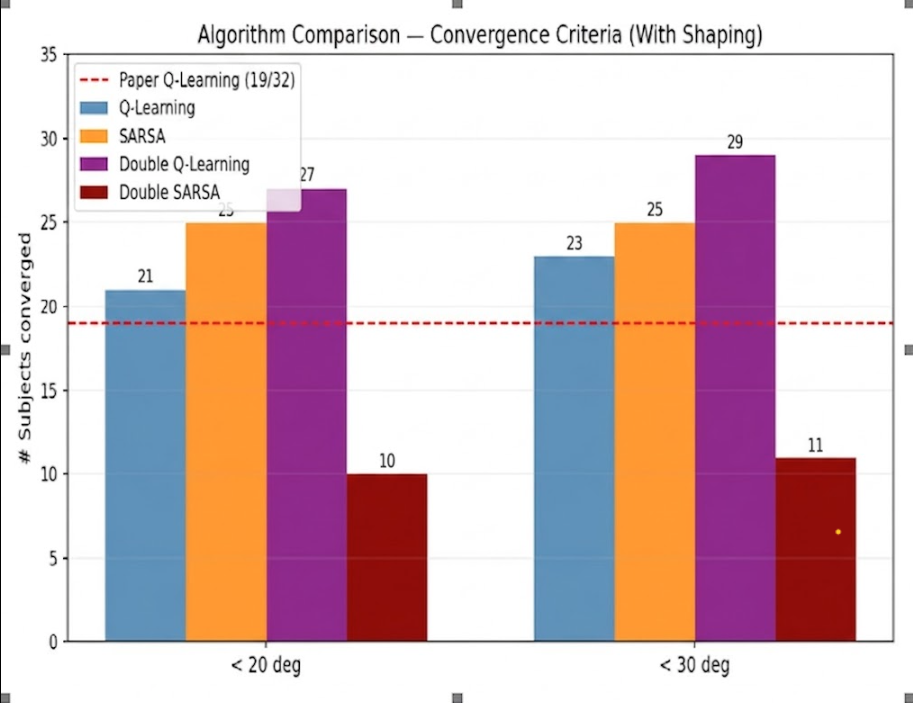 Algorithm Comparison — Convergence Criteria (With Shaping)
35
30
25
20
15
10
5
0
# Subjects converged
Paper Q-Learning (19/32)
Q-Learning
SARSA
Double Q-Learning
Double SARSA
21
25
27
10
23
25
29
11
< 20 deg
< 30 deg